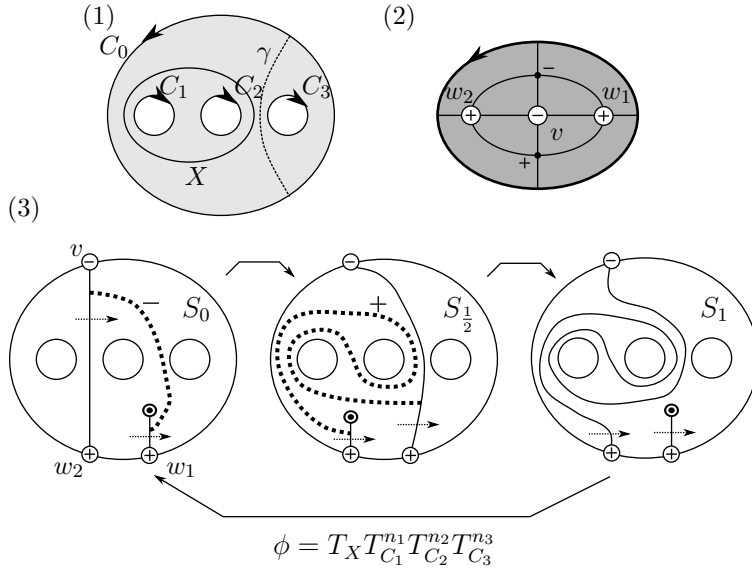 (1)
C₀
γ
C₁
C₂
C₃
X
(2)
−
w₂
w₁
+
−
+
v
+
(3)
v
−
−
S₀
+
+
w₂
w₁
−
+
S_{1/2}
+
+
−
S₁
+
+
φ = T_X T_{C₁}^{n₁} T_{C₂}^{n₂} T_{C₃}^{n₃}